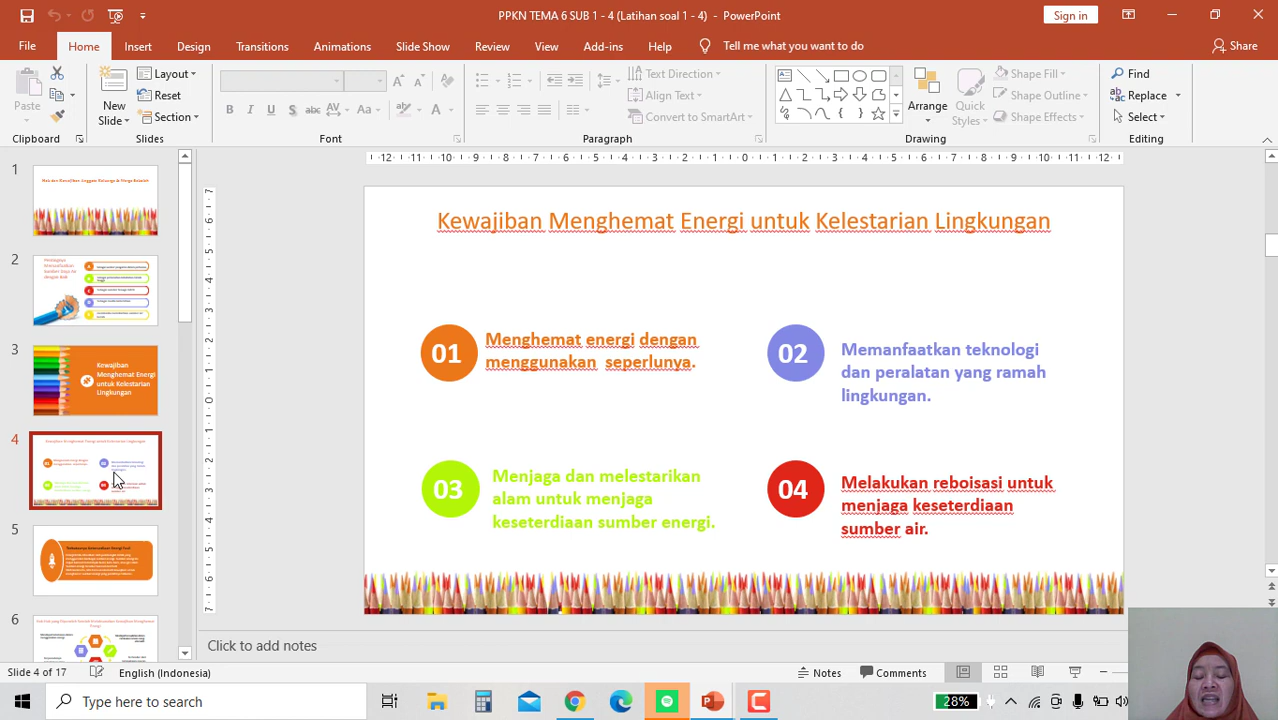 PPKN TEMA 6 SUB 1 - 4 (Latihan soal 1 - 4) - PowerPoint
Sign in
File Home Insert Design Transitions Animations Slide Show Review View Add-ins Help Tell me what you want to do Share
Paste
New Slide
Layout
Reset
Section
Text Direction
Align Text
Convert to SmartArt
Arrange
Quick Styles
Shape Fill
Shape Outline
Shape Effects
Find
Replace
Select
Clipboard Slides Font Paragraph Drawing Editing
1
2
3
Kewajiban
Menghemat Energi
untuk Kelestarian
Lingkungan
4
5
6
Kewajiban Menghemat Energi untuk Kelestarian Lingkungan
01
Menghemat energi dengan
menggunakan seperlunya.
02
Memanfaatkan teknologi
dan peralatan yang ramah
lingkungan.
03
Menjaga dan melestarikan
alam untuk menjaga
keseterdiaan sumber energi.
04
Melakukan reboisasi untuk
menjaga keseterdiaan
sumber air.
Click to add notes
Slide 4 of 17 English (Indonesia) Notes Comments
Type here to search
28%